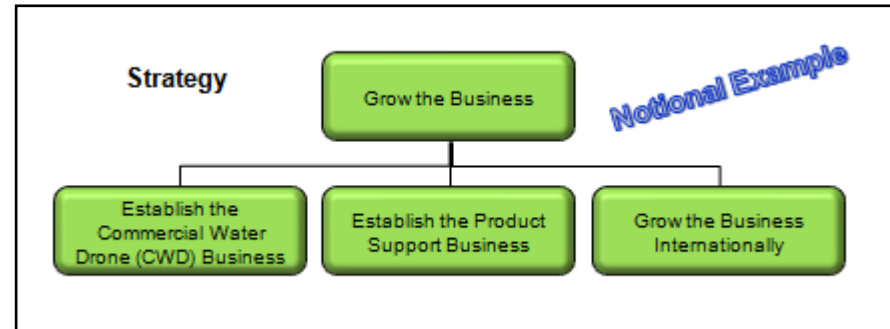 Strategy
Grow the Business
Notional Example
Establish the
Commercial Water
Drone (CWD) Business
Establish the Product
Support Business
Grow the Business
Internationally